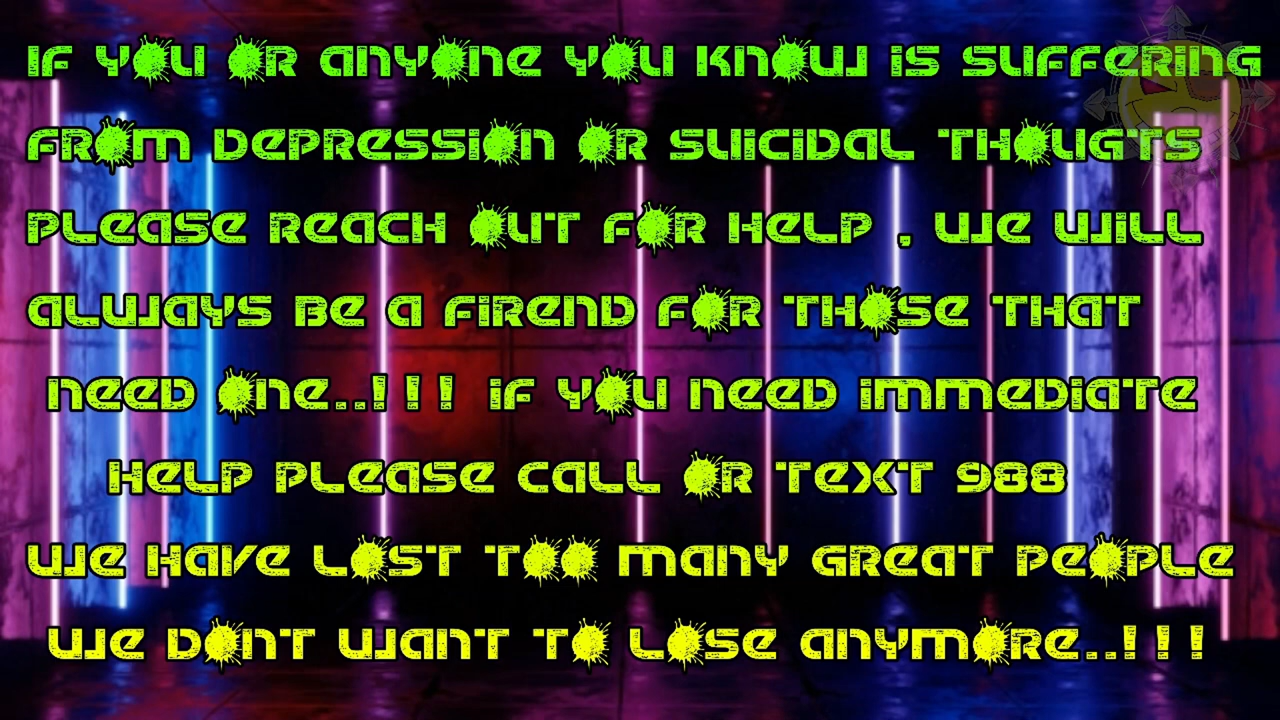 IF YOU OR ANYONE YOU KNOW IS SUFFERING
FROM DEPRESSION OR SUICIDAL THOUGTS
PLEASE REACH OUT FOR HELP , WE WILL
ALWAYS BE A FIREND FOR THOSE THAT
NEED ONE..!!! IF YOU NEED IMMEDIATE
HELP PLEASE CALL OR TEXT 988
WE HAVE LOST TOO MANY GREAT PEOPLE
WE DONT WANT TO LOSE ANYMORE..!!!